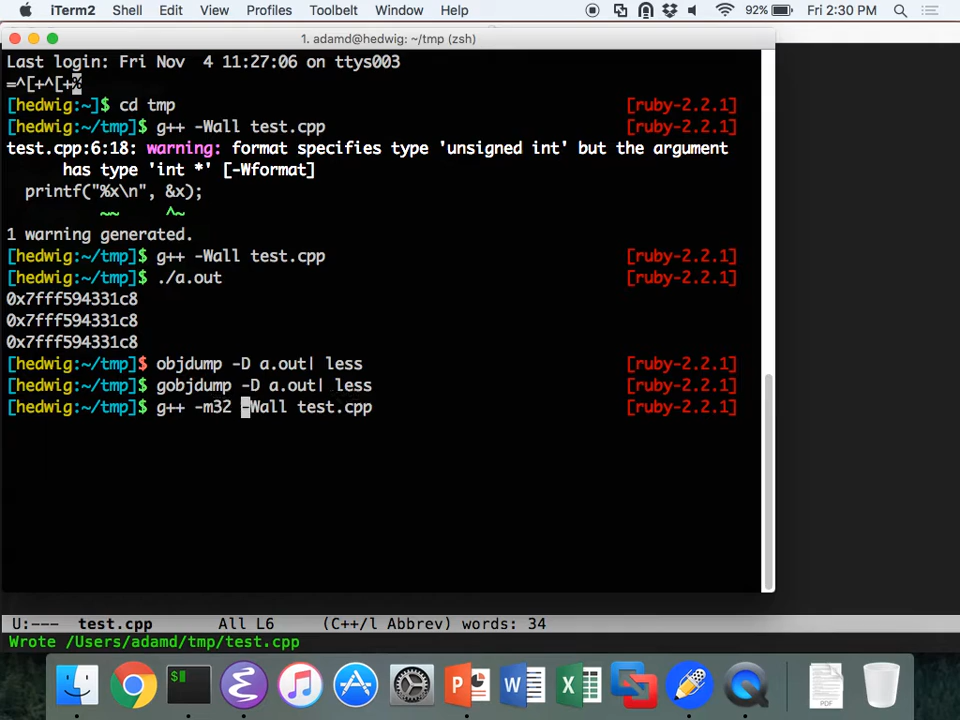 iTerm2 Shell Edit View Profiles Toolbelt Window Help 92% Fri 2:30 PM
1. adamd@hedwig: ~/tmp (zsh)
Last login: Fri Nov  4 11:27:06 on ttys003
=^[+^[+%
[hedwig:~]$ cd tmp [ruby-2.2.1]
[hedwig:~/tmp]$ g++ -Wall test.cpp [ruby-2.2.1]
test.cpp:6:18: warning: format specifies type 'unsigned int' but the argument
has type 'int *' [-Wformat]
printf("%x\n", &x);
~~ ^~
1 warning generated.
[hedwig:~/tmp]$ g++ -Wall test.cpp [ruby-2.2.1]
[hedwig:~/tmp]$ ./a.out [ruby-2.2.1]
0x7fff594331c8
0x7fff594331c8
0x7fff594331c8
[hedwig:~/tmp]$ objdump -D a.out| less [ruby-2.2.1]
[hedwig:~/tmp]$ gobjdump -D a.out| less [ruby-2.2.1]
[hedwig:~/tmp]$ g++ -m32 -Wall test.cpp [ruby-2.2.1]
U:--- test.cpp All L6 (C++/l Abbrev) words: 34
Wrote /Users/adamd/tmp/test.cpp
$
P
W
X
PDF